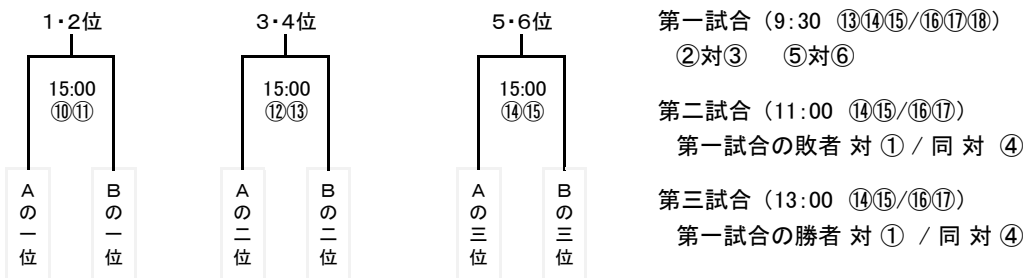 1・2位
15:00
⑩⑪
Aの一位
Bの一位
3・4位
15:00
⑫⑬
Aの二位
Bの二位
5・6位
15:00
⑭⑮
Aの三位
Bの三位
第一試合（9:30　⑬⑭⑮/⑯⑰⑱）
②対③　　⑤対⑥
第二試合（11:00　⑭⑮/⑯⑰）
第一試合の敗者 対 ① / 同 対　④
第三試合（13:00　⑭⑮/⑯⑰）
第一試合の勝者 対 ①　/ 同 対 ④